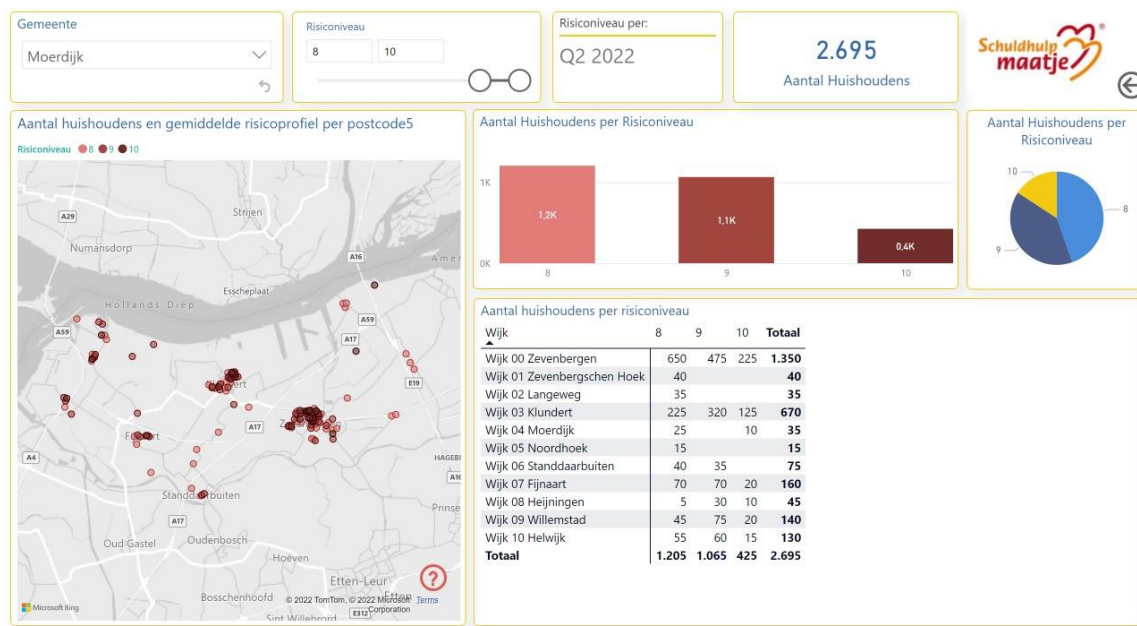 Gemeente
Moerdijk
Risiconiveau
8 10
Risiconiveau per:
Q2 2022
2.695
Aantal Huishoudens
Schuldhulp
maatje
Aantal huishoudens en gemiddelde risicoprofiel per postcode5
Risiconiveau 8 9 10
A29
Strijen
Numansdorp
A16
Esscheplaat
Hollands Diep
A59
A59
A17
E19
A17
A4
Standdaarbuiten
A17
Oud Gastel
Oudenbosch
Hoeven
Etten-Leur
Bosschenhoofd
Etten
E312
Sint Willebrord
Microsoft Bing
© 2022 TomTom, © 2022 Microsoft Corporation Terms
?
Aantal Huishoudens per Risiconiveau
1K
0K
1,2K
1,1K
0,4K
8 9 10
Aantal Huishoudens per
Risiconiveau
10
8
9
Aantal huishoudens per risiconiveau
Wijk 8 9 10 Totaal
Wijk 00 Zevenbergen 650 475 225 1.350
Wijk 01 Zevenbergschen Hoek 40 40
Wijk 02 Langeweg 35 35
Wijk 03 Klundert 225 320 125 670
Wijk 04 Moerdijk 25 10 35
Wijk 05 Noordhoek 15 15
Wijk 06 Standdaarbuiten 40 35 75
Wijk 07 Fijnaart 70 70 20 160
Wijk 08 Heijningen 5 30 10 45
Wijk 09 Willemstad 45 75 20 140
Wijk 10 Helwijk 55 60 15 130
Totaal 1.205 1.065 425 2.695